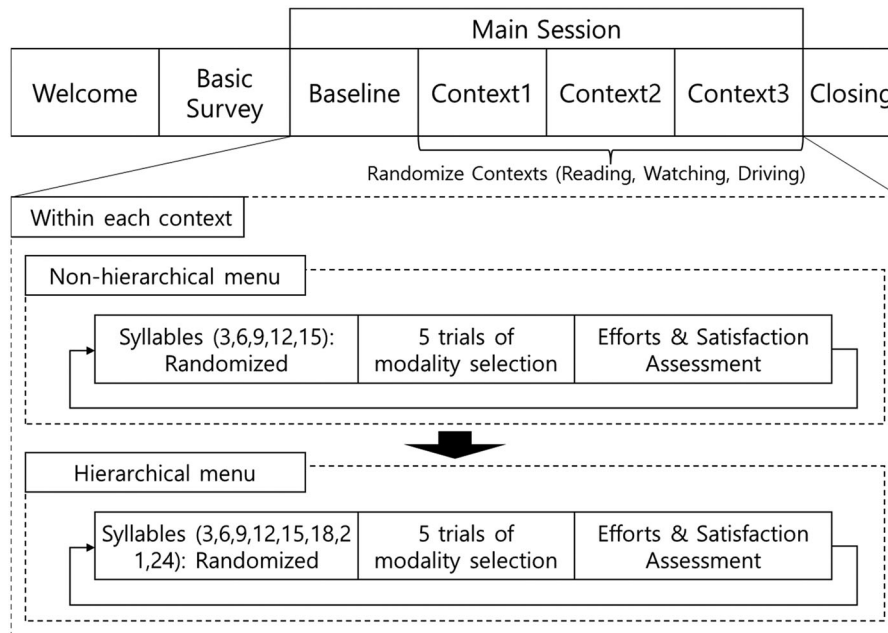 Main Session
Welcome
Basic
Survey
Baseline
Context1
Context2
Context3
Closing
Randomize Contexts (Reading, Watching, Driving)
Within each context
Non-hierarchical menu
Syllables (3,6,9,12,15):
Randomized
5 trials of
modality selection
Efforts & Satisfaction
Assessment
Hierarchical menu
Syllables (3,6,9,12,15,18,2
1,24): Randomized
5 trials of
modality selection
Efforts & Satisfaction
Assessment